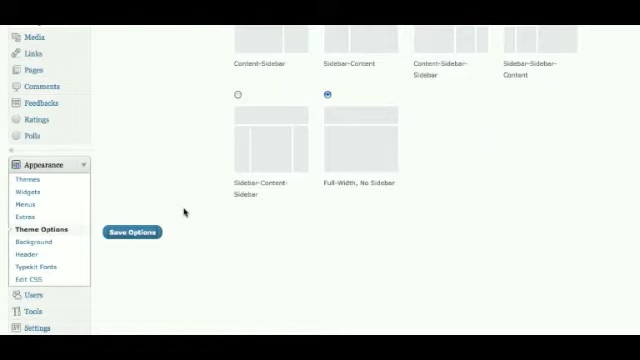 Media
Links
Pages
Comments
Feedbacks
Ratings
Polls
Appearance
Themes
Widgets
Menus
Extras
Theme Options
Background
Header
Typekit Fonts
Edit CSS
Users
Tools
Settings
Content-Sidebar
Sidebar-Content
Content-Sidebar-
Sidebar
Sidebar-Sidebar-
Content
Sidebar-Content-
Sidebar
Full-Width, No Sidebar
Save Options